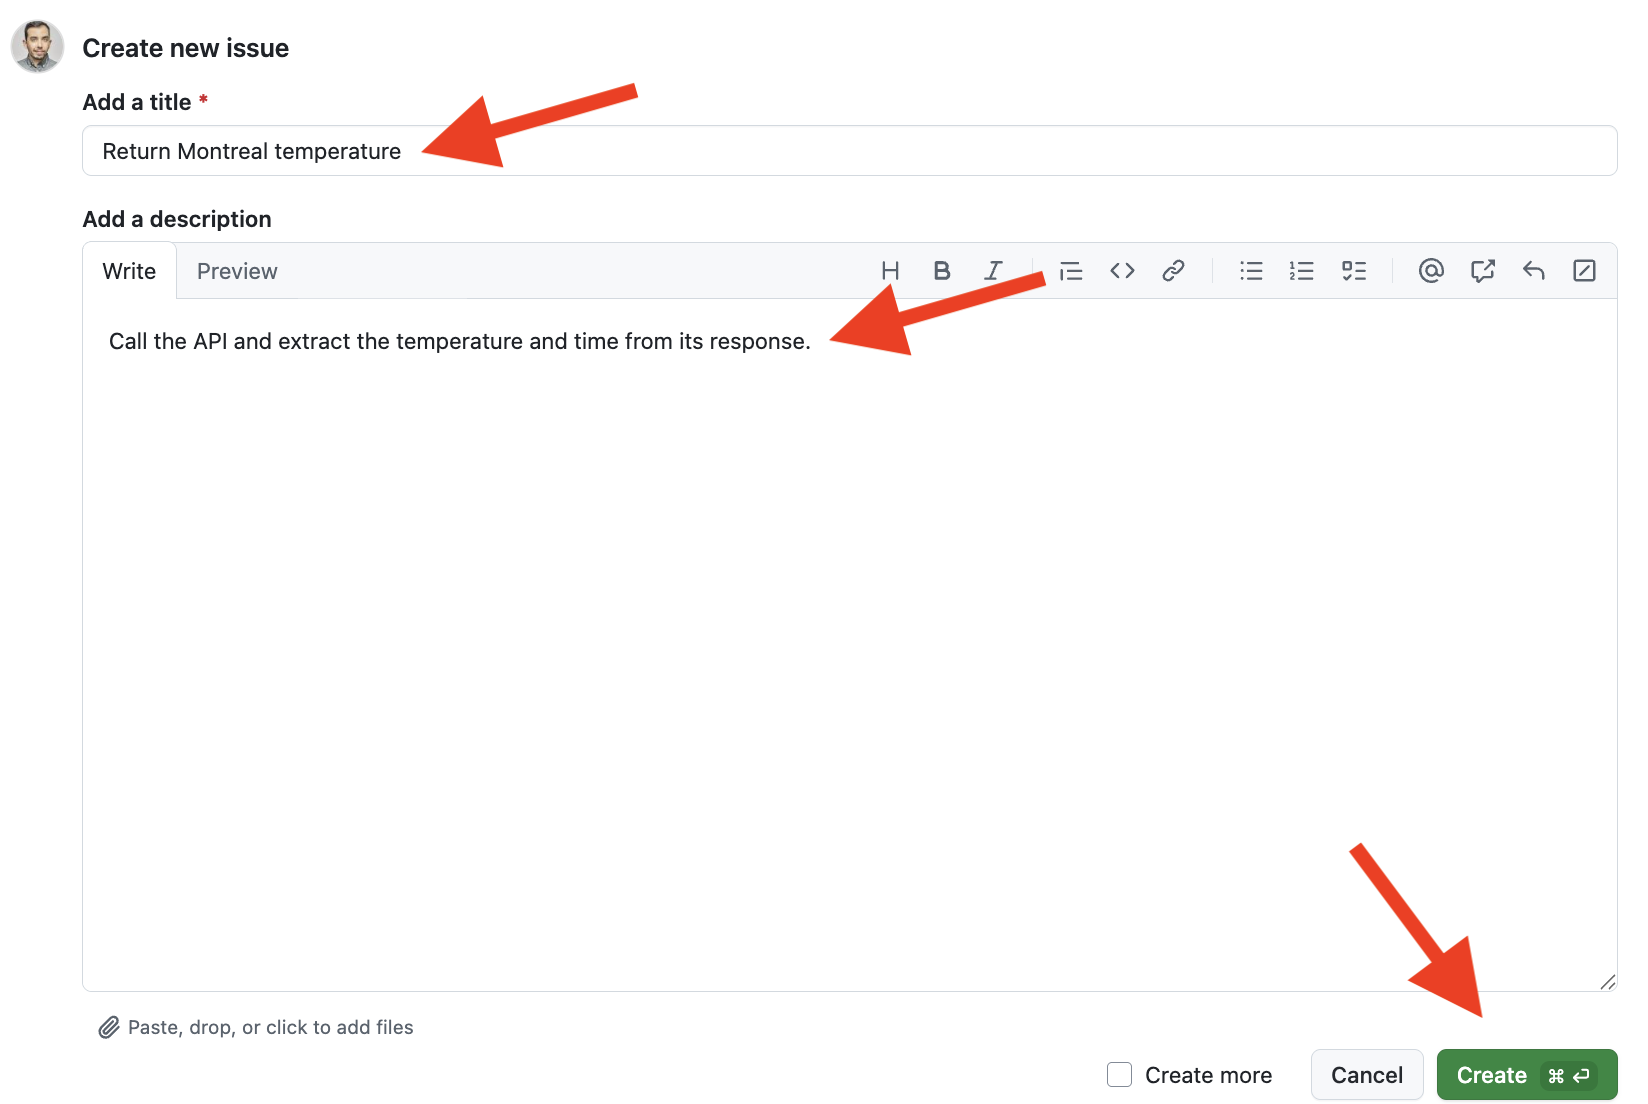 Create new issue
Add a title *
Return Montreal temperature
Add a description
Write Preview
Call the API and extract the temperature and time from its response.
Paste, drop, or click to add files
Create more Cancel Create ⌘ ↵